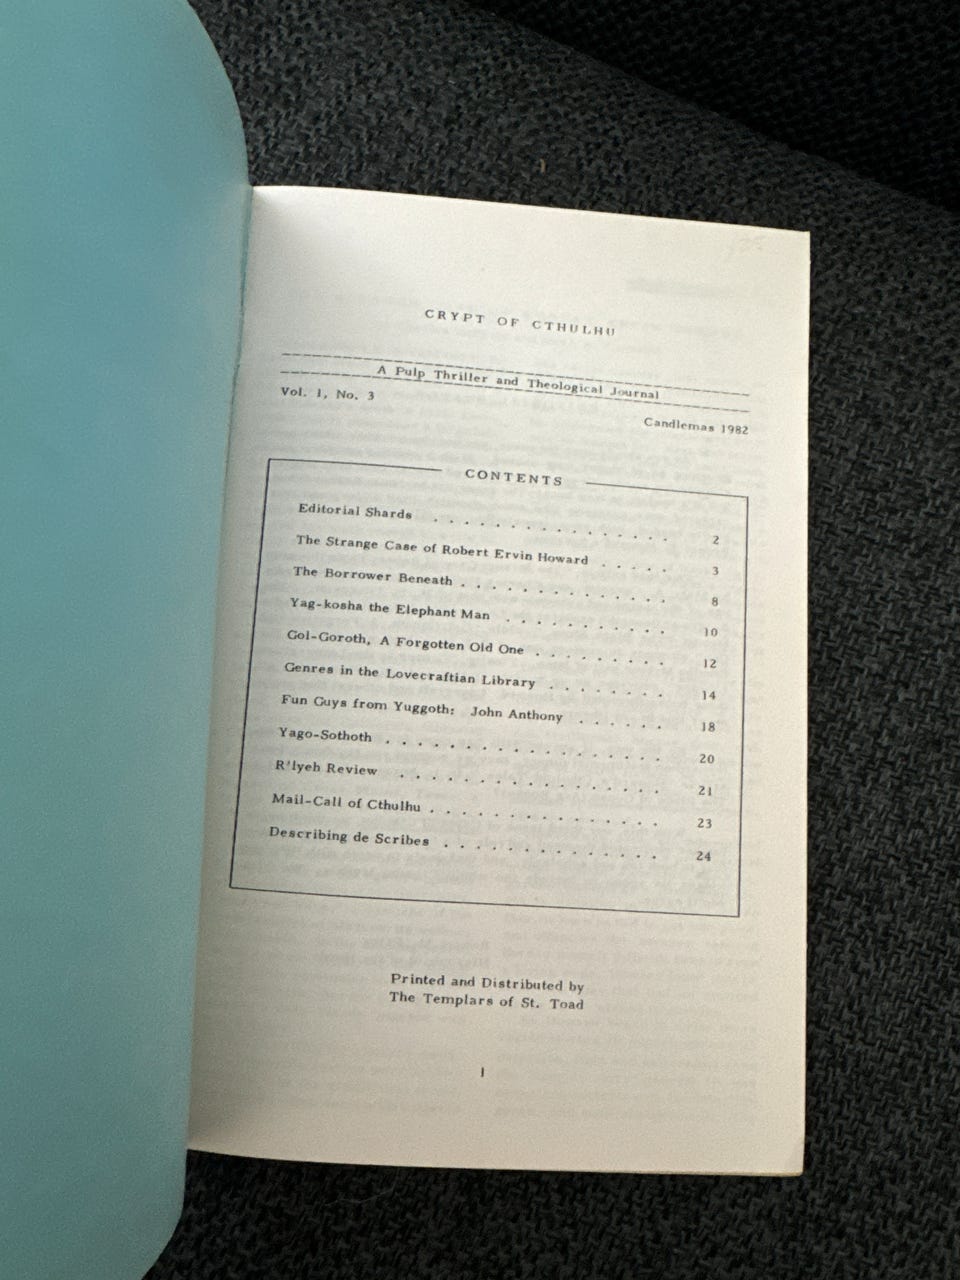 CRYPT OF CTHULHU
A Pulp Thriller and Theological Journal
Vol. 1, No. 3
Candlemas 1982
CONTENTS
Editorial Shards . . . . . . . . . . . . . 2
The Strange Case of Robert Ervin Howard . . . . . 3
The Borrower Beneath . . . . . . . . . . . . 8
Yag-kosha the Elephant Man . . . . . . . . . . 10
Gol-Goroth, A Forgotten Old One . . . . . . . . . 12
Genres in the Lovecraftian Library . . . . . . . . 14
Fun Guys from Yuggoth: John Anthony . . . . . . 18
Yago-Sothoth . . . . . . . . . . . . . . . 20
R'lyeh Review . . . . . . . . . . . . . . 21
Mail-Call of Cthulhu . . . . . . . . . . . . . 23
Describing de Scribes . . . . . . . . . . . . 24
Printed and Distributed by
The Templars of St. Toad
1